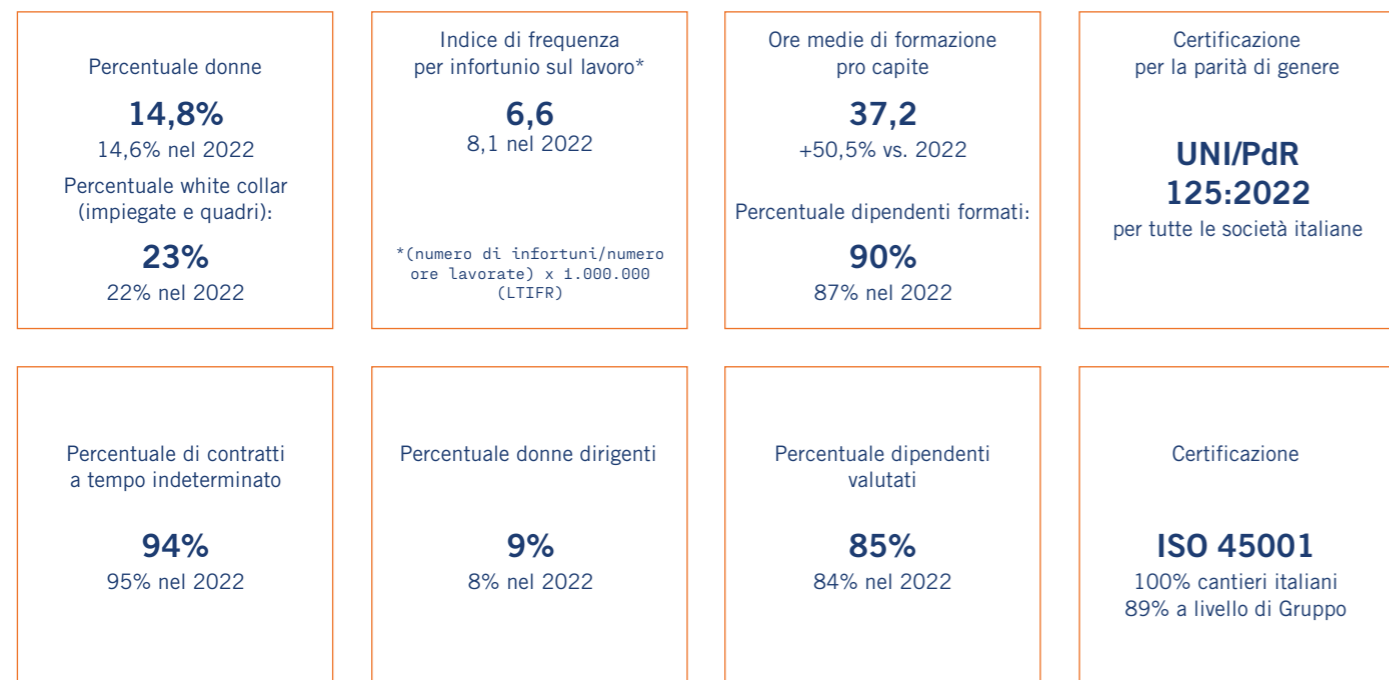 Percentuale donne
14,8%
14,6% nel 2022
Percentuale white collar
(impiegate e quadri):
23%
22% nel 2022
Indice di frequenza
per infortunio sul lavoro*
6,6
8,1 nel 2022
*(numero di infortuni/numero
ore lavorate) x 1.000.000
(LTIFR)
Ore medie di formazione
pro capite
37,2
+50,5% vs. 2022
Percentuale dipendenti formati:
90%
87% nel 2022
Certificazione
per la parità di genere
UNI/PdR
125:2022
per tutte le società italiane
Percentuale di contratti
a tempo indeterminato
94%
95% nel 2022
Percentuale donne dirigenti
9%
8% nel 2022
Percentuale dipendenti
valutati
85%
84% nel 2022
Certificazione
ISO 45001
100% cantieri italiani
89% a livello di Gruppo